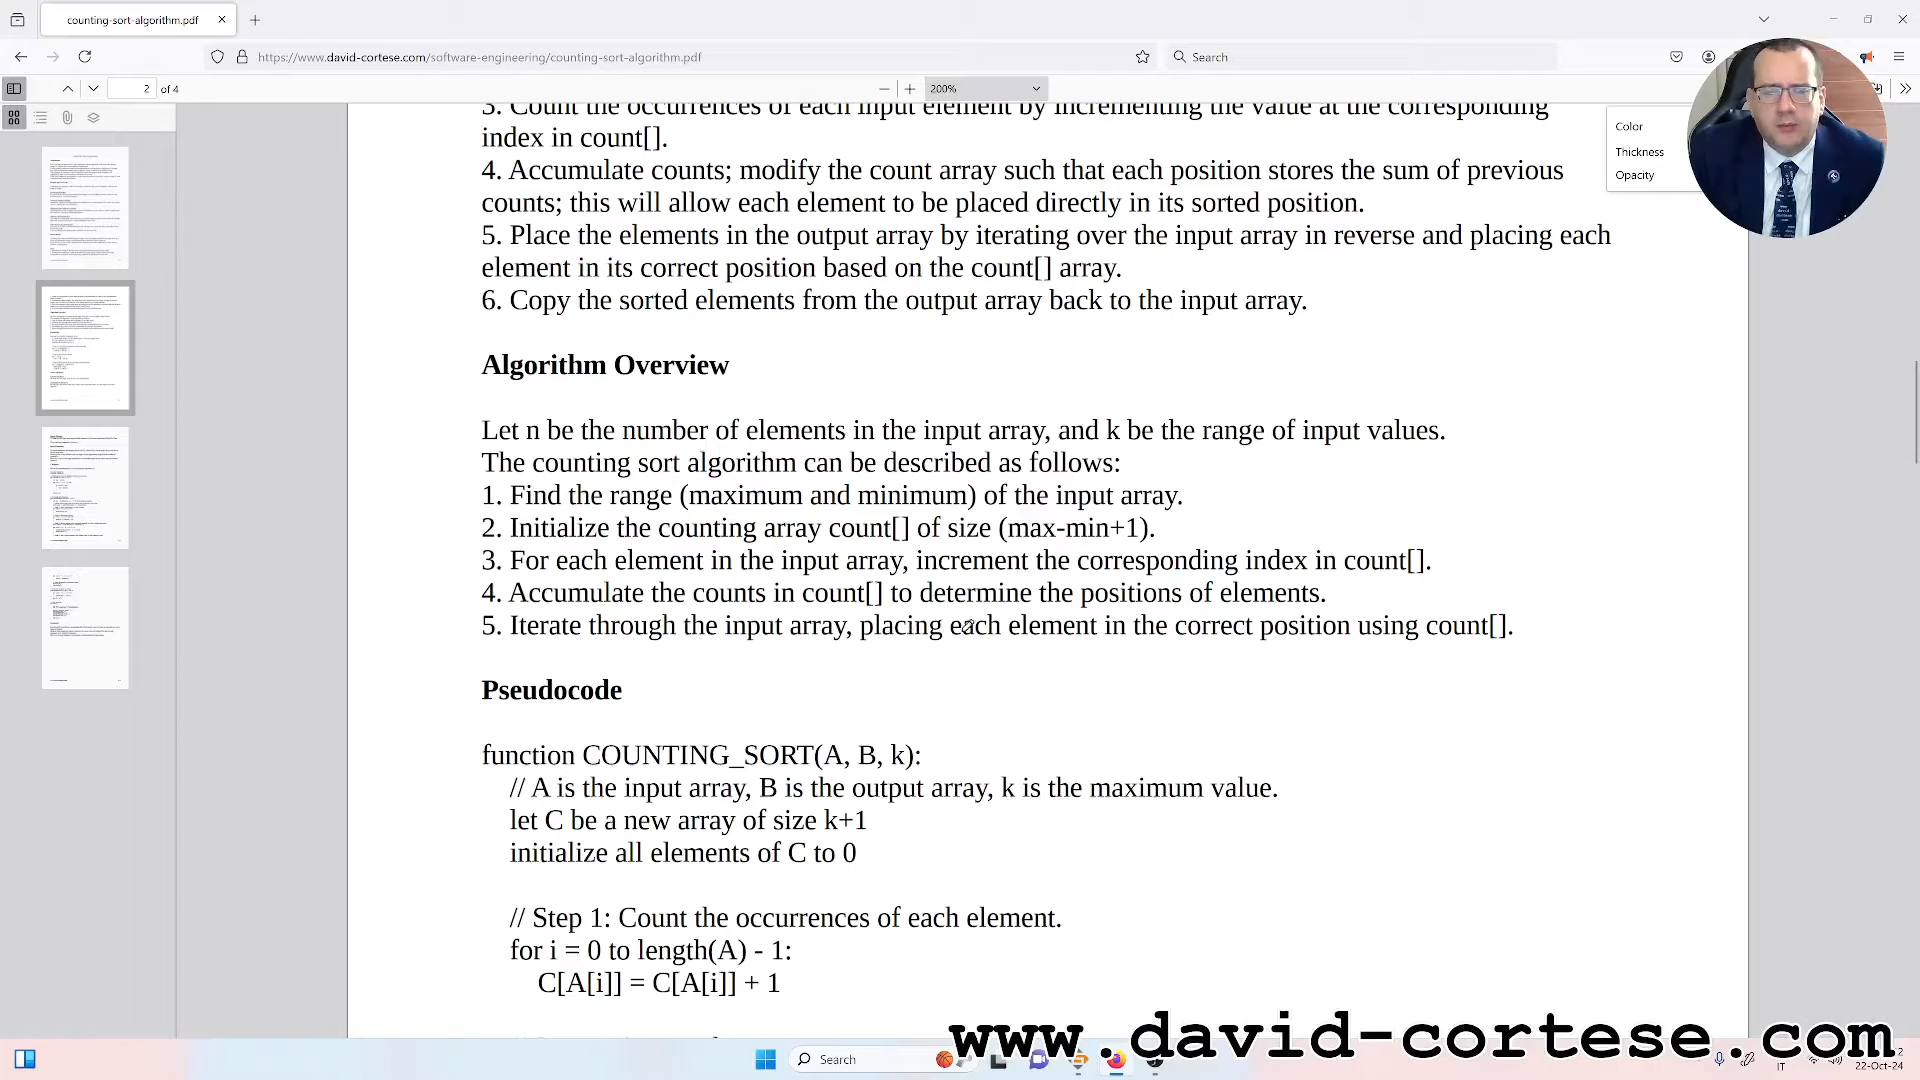 counting-sort-algorithm.pdf
https://www.david-cortese.com/software-engineering/counting-sort-algorithm.pdf
Search
2 of 4
200%
Color
Thickness
Opacity
3. Count the occurrences of each input element by incrementing the value at the corresponding
index in count[].
4. Accumulate counts; modify the count array such that each position stores the sum of previous
counts; this will allow each element to be placed directly in its sorted position.
5. Place the elements in the output array by iterating over the input array in reverse and placing each
element in its correct position based on the count[] array.
6. Copy the sorted elements from the output array back to the input array.
Algorithm Overview
Let n be the number of elements in the input array, and k be the range of input values.
The counting sort algorithm can be described as follows:
1. Find the range (maximum and minimum) of the input array.
2. Initialize the counting array count[] of size (max-min+1).
3. For each element in the input array, increment the corresponding index in count[].
4. Accumulate the counts in count[] to determine the positions of elements.
5. Iterate through the input array, placing each element in the correct position using count[].
Pseudocode
function COUNTING_SORT(A, B, k):
// A is the input array, B is the output array, k is the maximum value.
let C be a new array of size k+1
initialize all elements of C to 0
// Step 1: Count the occurrences of each element.
for i = 0 to length(A) - 1:
C[A[i]] = C[A[i]] + 1
www.david-cortese.com
Search
IT
22-Oct-24